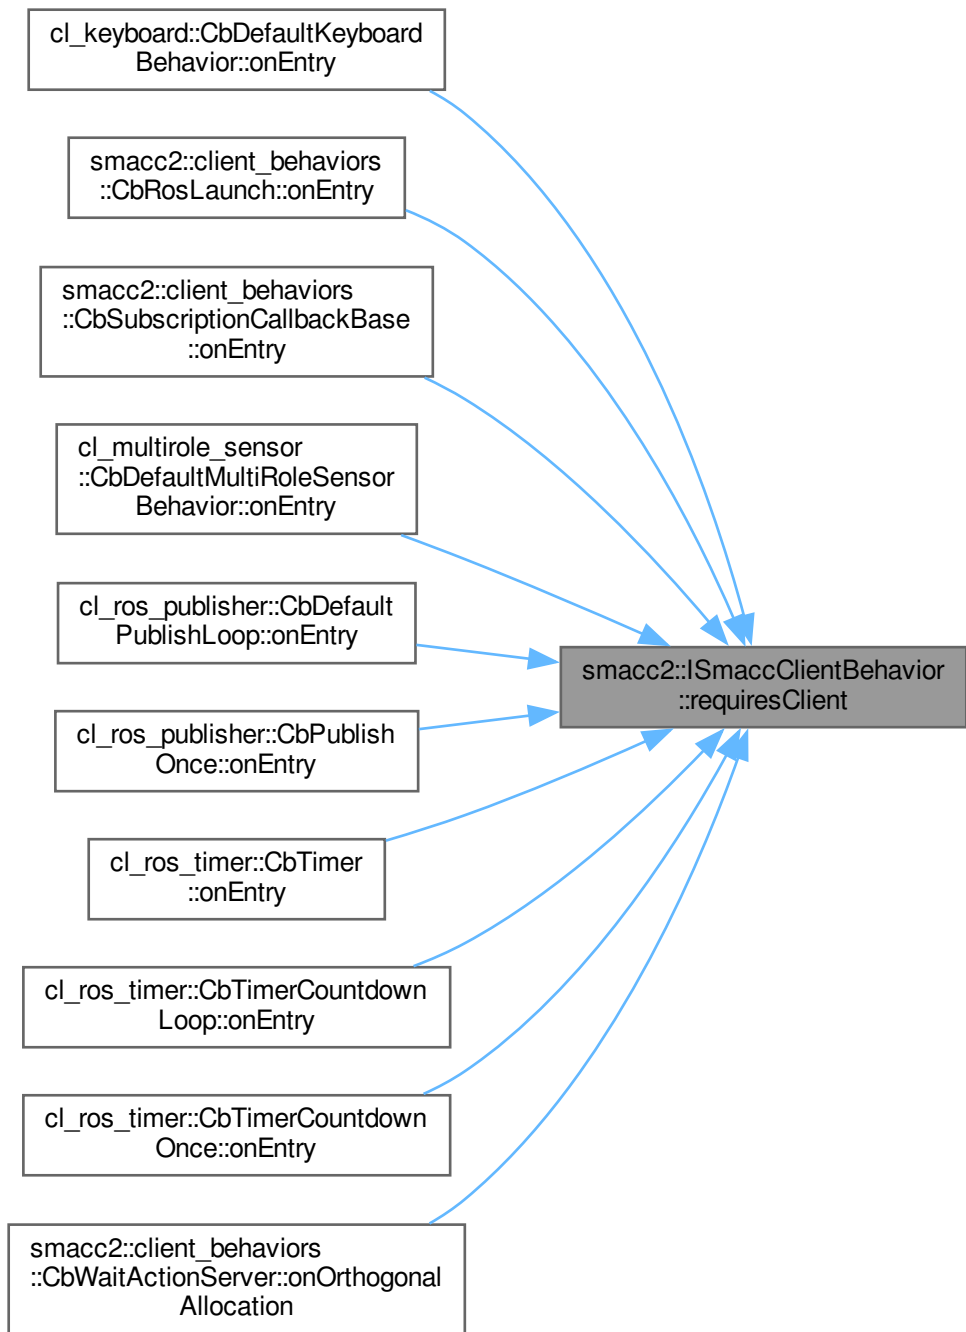 cl_keyboard::CbDefaultKeyboard
Behavior::onEntry
smacc2::client_behaviors
::CbRosLaunch::onEntry
smacc2::client_behaviors
::CbSubscriptionCallbackBase
::onEntry
cl_multirole_sensor
::CbDefaultMultiRoleSensor
Behavior::onEntry
cl_ros_publisher::CbDefault
PublishLoop::onEntry
smacc2::ISmaccClientBehavior
::requiresClient
cl_ros_publisher::CbPublish
Once::onEntry
cl_ros_timer::CbTimer
::onEntry
cl_ros_timer::CbTimerCountdown
Loop::onEntry
cl_ros_timer::CbTimerCountdown
Once::onEntry
smacc2::client_behaviors
::CbWaitActionServer::onOrthogonal
Allocation